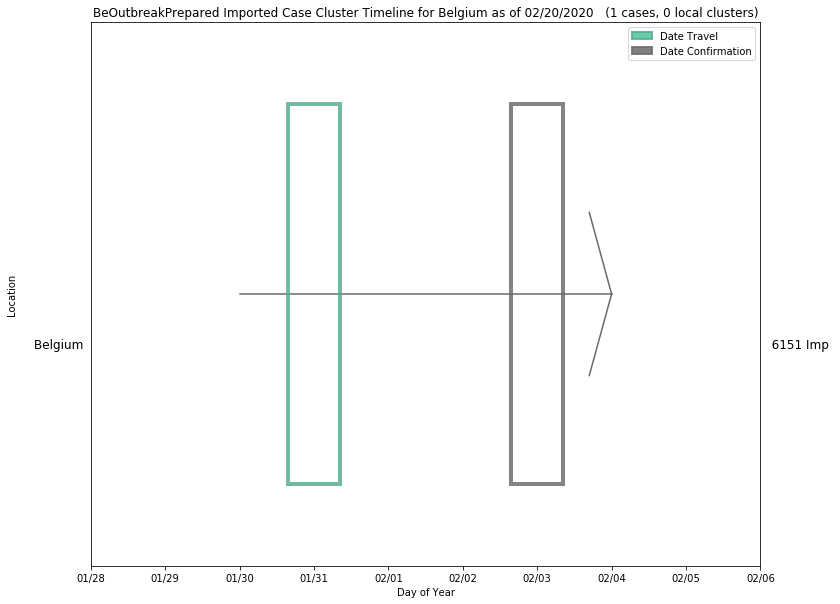 BeOutbreakPrepared Imported Case Cluster Timeline for Belgium as of 02/20/2020 (1 cases, 0 local clusters)
Date Travel
Date Confirmation
Location
Belgium
6151 Imp
01/28 01/29 01/30 01/31 02/01 02/02 02/03 02/04 02/05 02/06
Day of Year